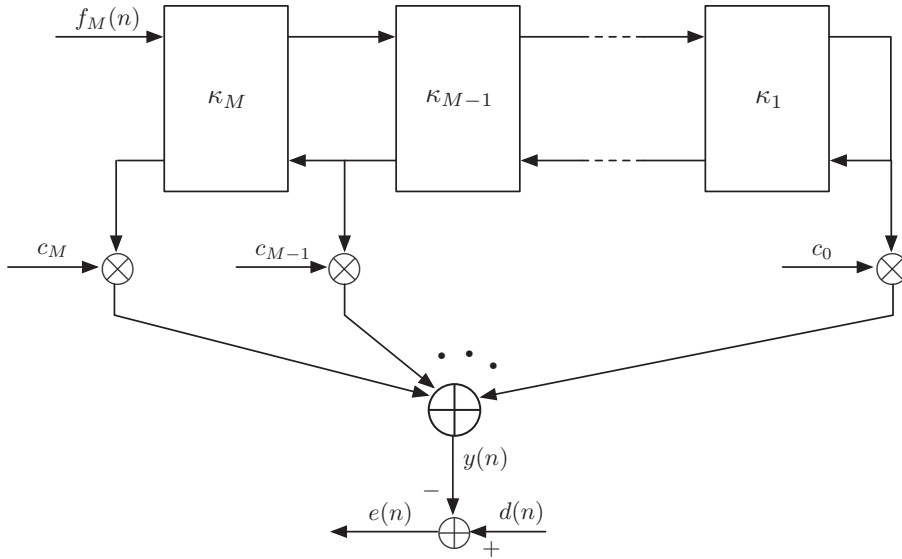 f_M(n)
κ_M
κ_{M−1}
κ_1
c_M
c_{M−1}
c_0
y(n)
−
e(n)
d(n)
+